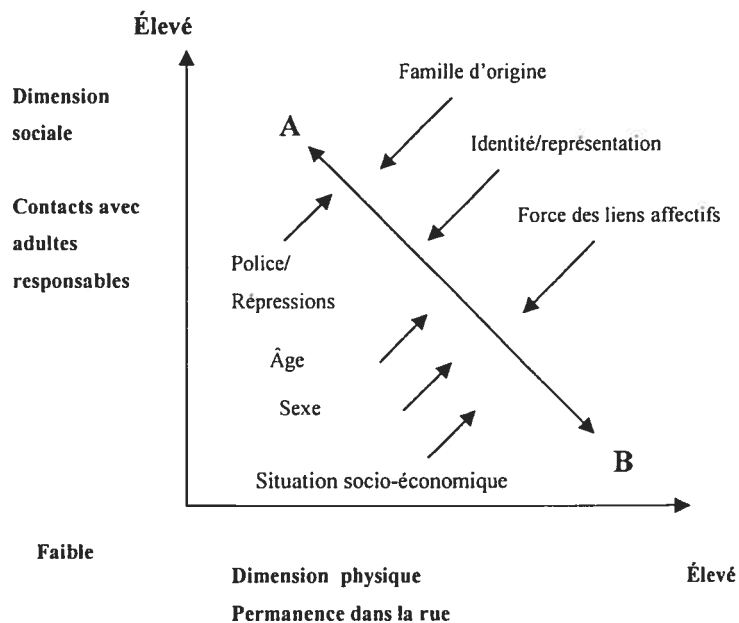 Élevé
Famille d'origine
Dimension
sociale
A
Identité/représentation
Contacts avec
adultes
responsables
Force des liens affectifs
Police/
Répressions
Âge
Sexe
B
Situation socio-économique
Faible
Dimension physique
Élevé
Permanence dans la rue